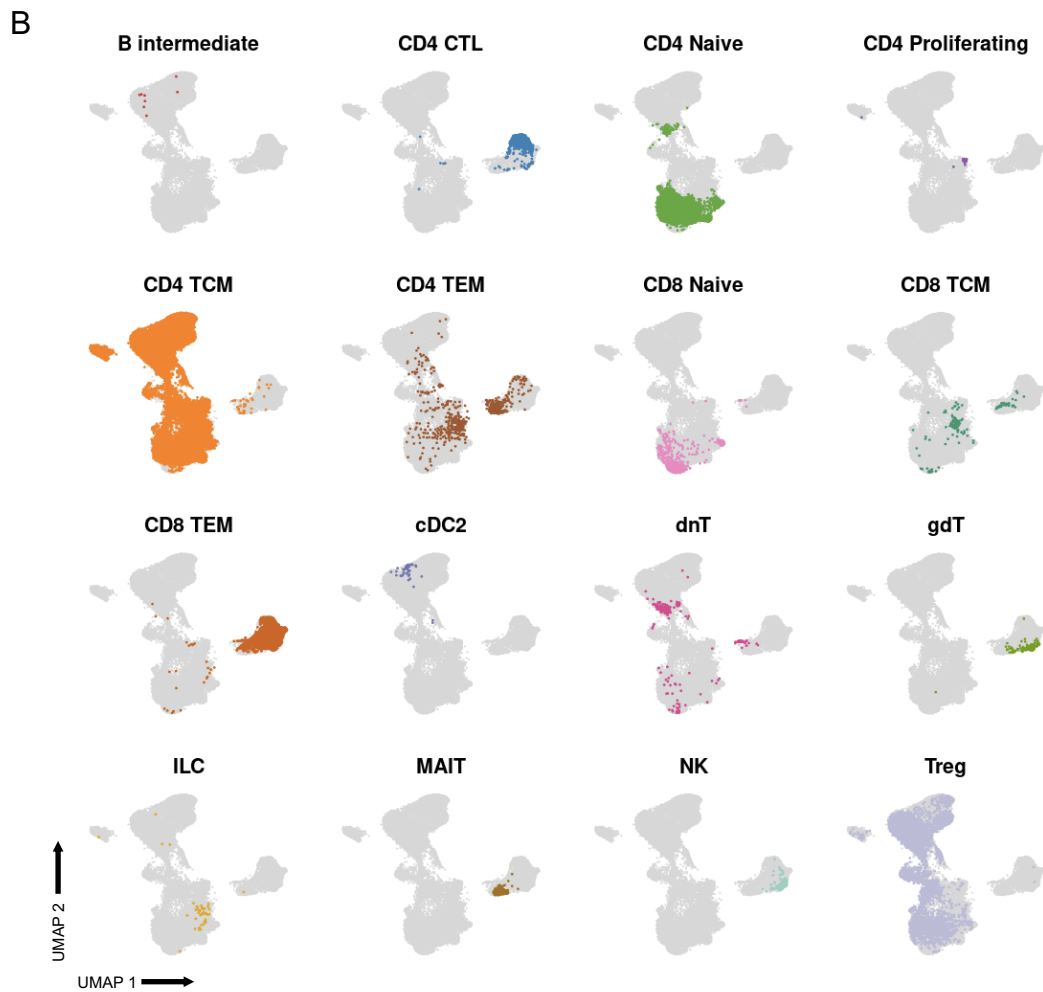 B
B intermediate
CD4 CTL
CD4 Naive
CD4 Proliferating
CD4 TCM
CD4 TEM
CD8 Naive
CD8 TCM
CD8 TEM
cDC2
dnT
gdT
ILC
MAIT
NK
Treg
UMAP 2
UMAP 1